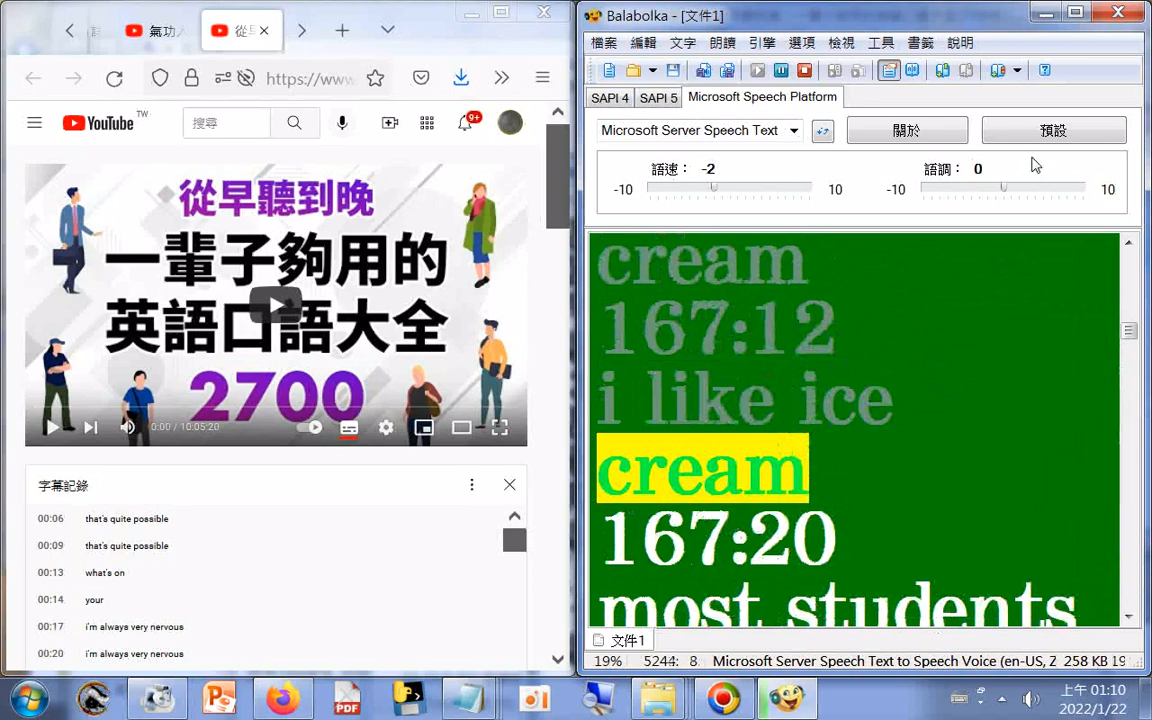 從
https://www
YouTube TW
搜尋
9+
從早聽到晚
一輩子夠用的
英語口語大全
2700
0:00 / 10:05:20
字幕記錄
00:06 that's quite possible
00:09 that's quite possible
00:13 what's on
00:14 your
00:17 i'm always very nervous
00:20 i'm always very nervous
Balabolka - [文件1]
檔案 編輯 文字 朗讀 引擎 選項 檢視 工具 書籤 說明
SAPI 4 SAPI 5 Microsoft Speech Platform
Microsoft Server Speech Text 關於 預設
語速： -2 語調： 0
-10 10 -10 10
cream
167:12
i like ice
cream
167:20
most students
文件1
19% 5244: 8 Microsoft Server Speech Text to Speech Voice (en-US, Z 258 KB 19
PDF
上午 01:10
2022/1/22